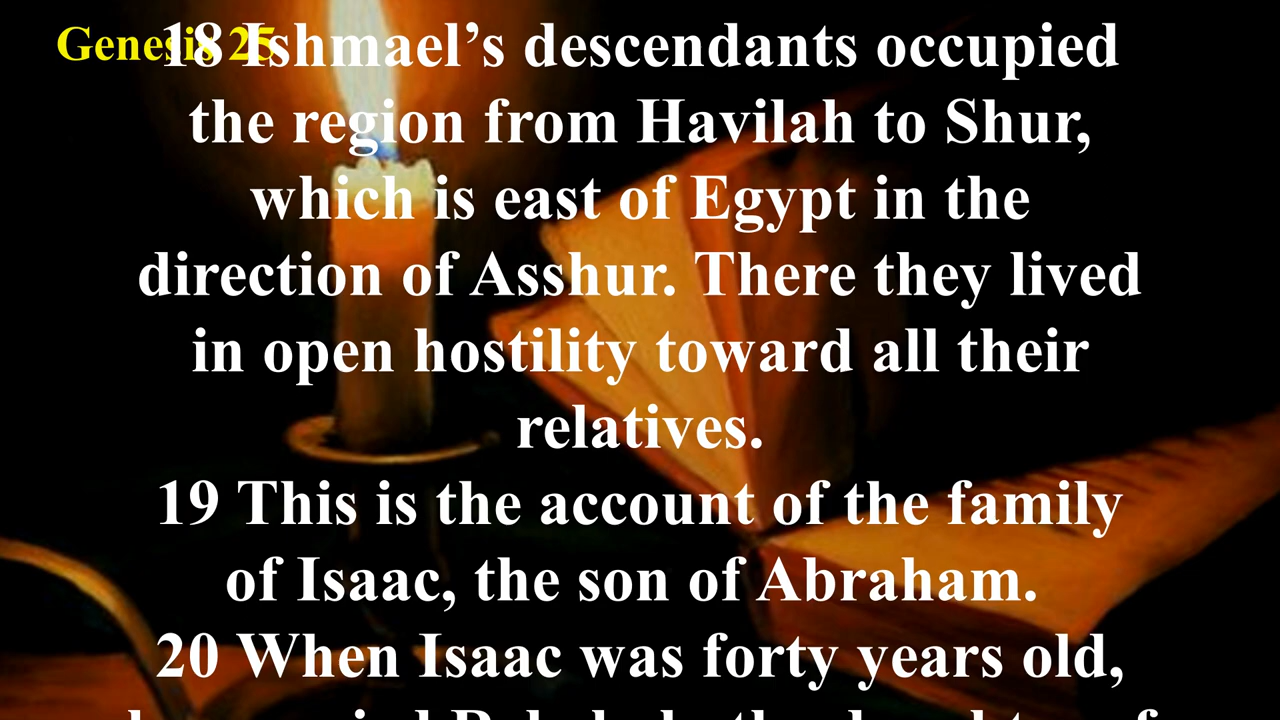 Genesis 25
18 Ishmael’s descendants occupied
the region from Havilah to Shur,
which is east of Egypt in the
direction of Asshur. There they lived
in open hostility toward all their
relatives.
19 This is the account of the family
of Isaac, the son of Abraham.
20 When Isaac was forty years old,